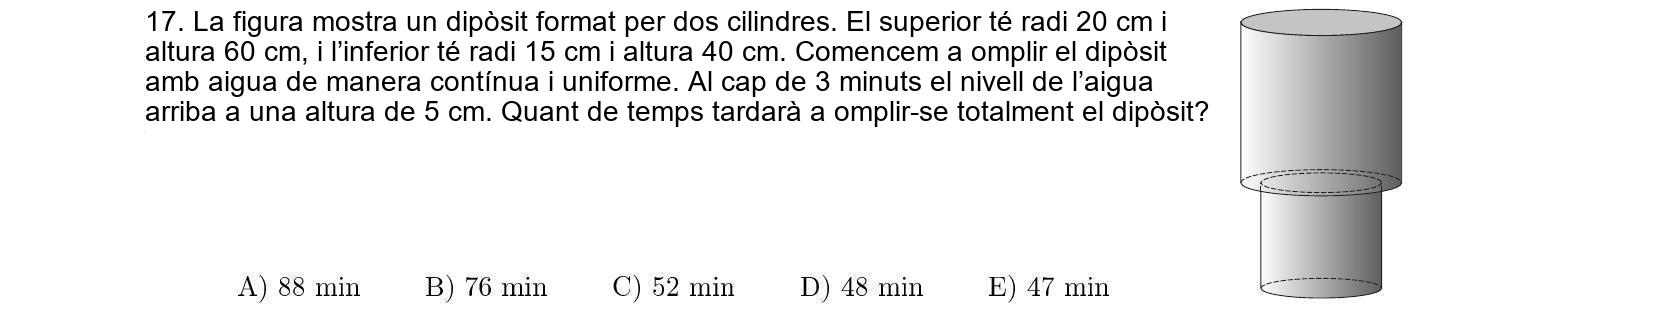 17. La figura mostra un dipòsit format per dos cilindres. El superior té radi 20 cm i
altura 60 cm, i l’inferior té radi 15 cm i altura 40 cm. Comencem a omplir el dipòsit
amb aigua de manera contínua i uniforme. Al cap de 3 minuts el nivell de l’aigua
arriba a una altura de 5 cm. Quant de temps tardarà a omplir-se totalment el dipòsit?
A) 88 min B) 76 min C) 52 min D) 48 min E) 47 min